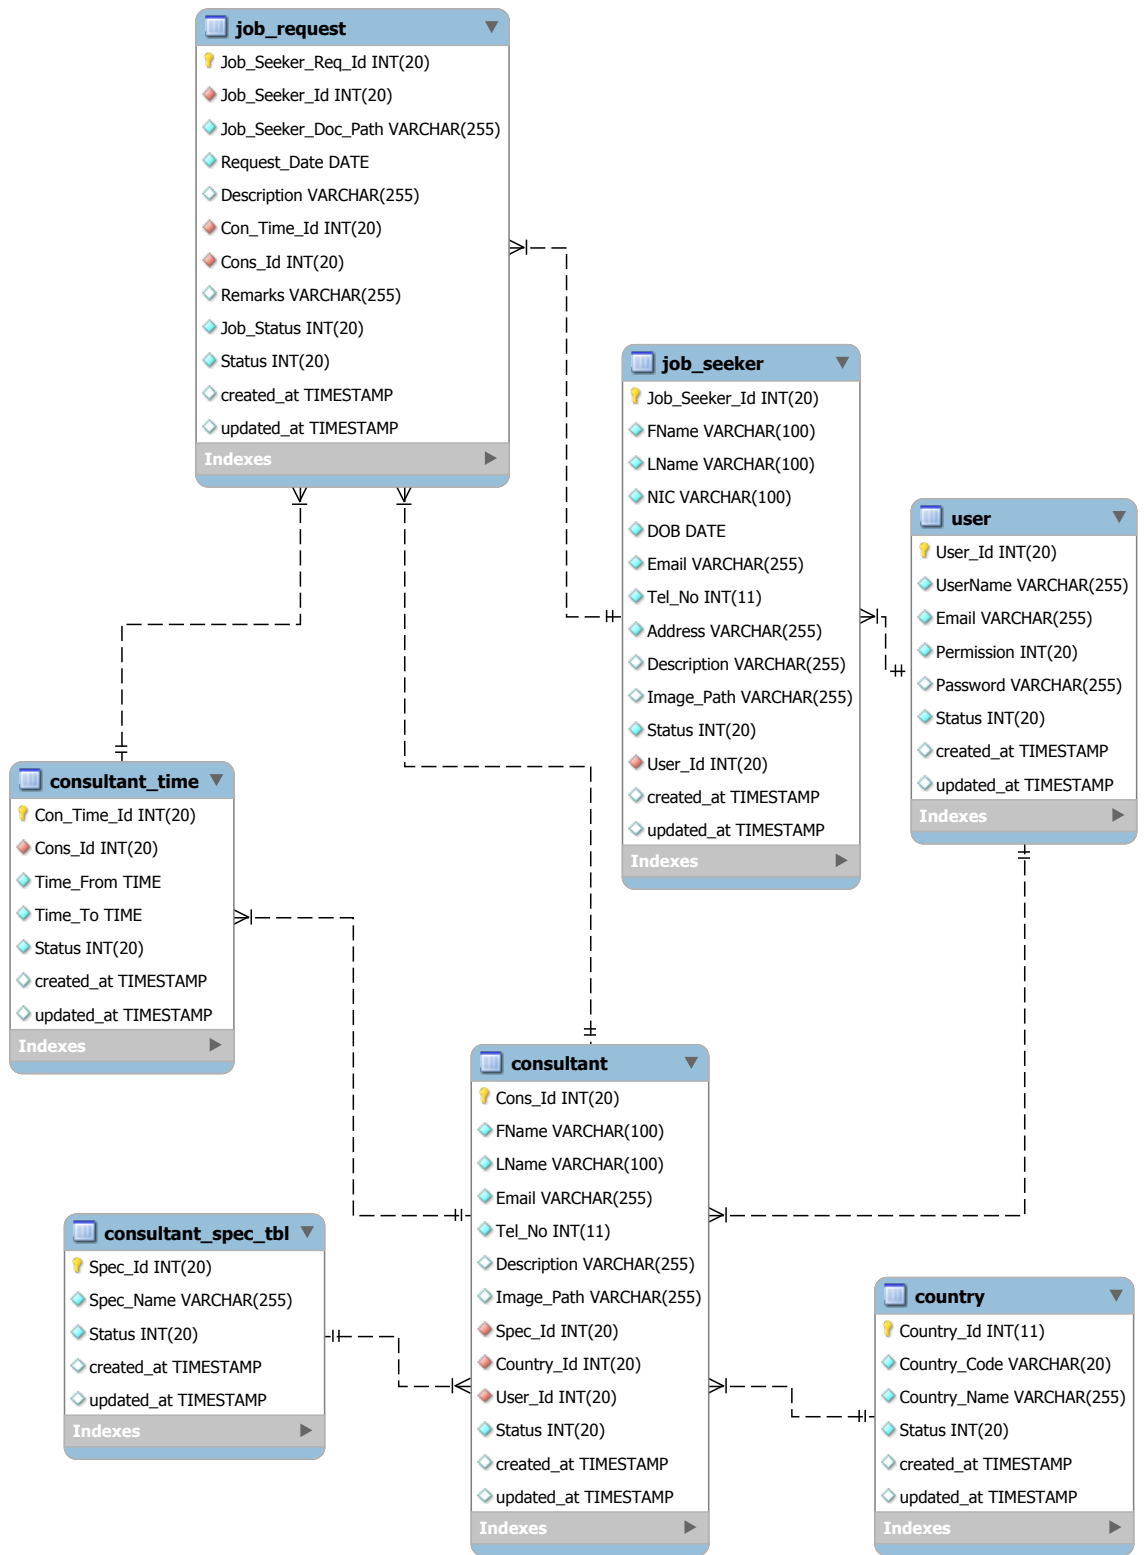 job_request
Job_Seeker_Req_Id INT(20)
Job_Seeker_Id INT(20)
Job_Seeker_Doc_Path VARCHAR(255)
Request_Date DATE
Description VARCHAR(255)
Con_Time_Id INT(20)
Cons_Id INT(20)
Remarks VARCHAR(255)
Job_Status INT(20)
Status INT(20)
created_at TIMESTAMP
updated_at TIMESTAMP
Indexes
job_seeker
Job_Seeker_Id INT(20)
FName VARCHAR(100)
LName VARCHAR(100)
NIC VARCHAR(100)
DOB DATE
Email VARCHAR(255)
Tel_No INT(11)
Address VARCHAR(255)
Description VARCHAR(255)
Image_Path VARCHAR(255)
Status INT(20)
User_Id INT(20)
created_at TIMESTAMP
updated_at TIMESTAMP
Indexes
user
User_Id INT(20)
UserName VARCHAR(255)
Email VARCHAR(255)
Permission INT(20)
Password VARCHAR(255)
Status INT(20)
created_at TIMESTAMP
updated_at TIMESTAMP
Indexes
consultant_time
Con_Time_Id INT(20)
Cons_Id INT(20)
Time_From TIME
Time_To TIME
Status INT(20)
created_at TIMESTAMP
updated_at TIMESTAMP
Indexes
consultant
Cons_Id INT(20)
FName VARCHAR(100)
LName VARCHAR(100)
Email VARCHAR(255)
Tel_No INT(11)
Description VARCHAR(255)
Image_Path VARCHAR(255)
Spec_Id INT(20)
Country_Id INT(20)
User_Id INT(20)
Status INT(20)
created_at TIMESTAMP
updated_at TIMESTAMP
Indexes
consultant_spec_tbl
Spec_Id INT(20)
Spec_Name VARCHAR(255)
Status INT(20)
created_at TIMESTAMP
updated_at TIMESTAMP
Indexes
country
Country_Id INT(11)
Country_Code VARCHAR(20)
Country_Name VARCHAR(255)
Status INT(20)
created_at TIMESTAMP
updated_at TIMESTAMP
Indexes